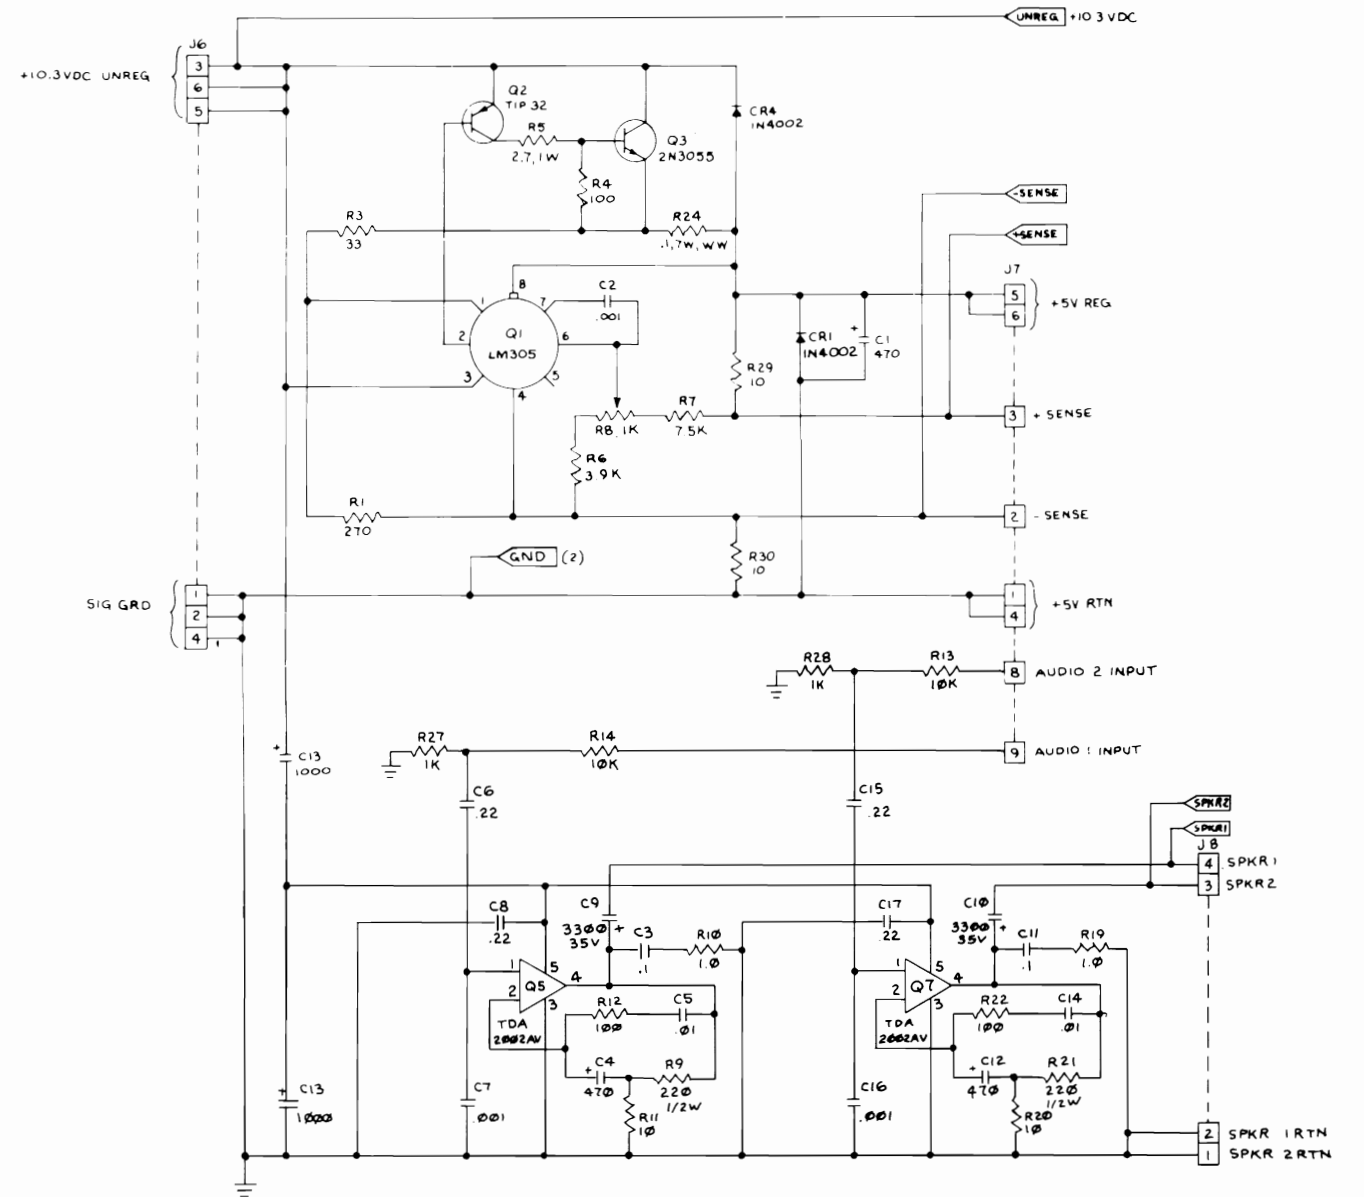 UNREG +10.3VDC
J6
+10.3VDC UNREG
3
6
5
Q2
TIP 32
R5
2.7, 1W
Q3
2N3055
CR4
1N4002
R4
100
R3
33
R24
.1, 7W, WW
-SENSE
+SENSE
J7
5
6
+5V REG
8
1
7
C2
.001
2
Q1
LM305
6
3
5
4
CR1
1N4002
+
C1
470
R29
10
R7
7.5K
R8, 1K
3
+ SENSE
R6
3.9K
R1
270
2
- SENSE
GND (2)
R30
10
SIG GRD
1
2
4
1
1
4
+5V RTN
R28
1K
R13
10K
8
AUDIO 2 INPUT
R27
1K
R14
10K
9
AUDIO 1 INPUT
+
C13
1000
C6
.22
C15
.22
SPKR2
SPKR1
J8
4
SPKR1
3
SPKR2
C8
.22
C9
3300
35V
+
C3
.1
R10
1.0
C17
.22
C10
3300
35V
+
C11
.1
R19
1.0
1
5
2
Q5
4
3
TDA
2002AV
R12
100
C5
.01
+
C4
470
R9
220
1/2W
R11
10
1
5
2
Q7
4
3
TDA
2002AV
R22
100
C14
.01
+
C12
470
R21
220
1/2W
R20
10
+
C13
1000
C7
.001
C16
.001
2
SPKR 1RTN
1
SPKR 2RTN